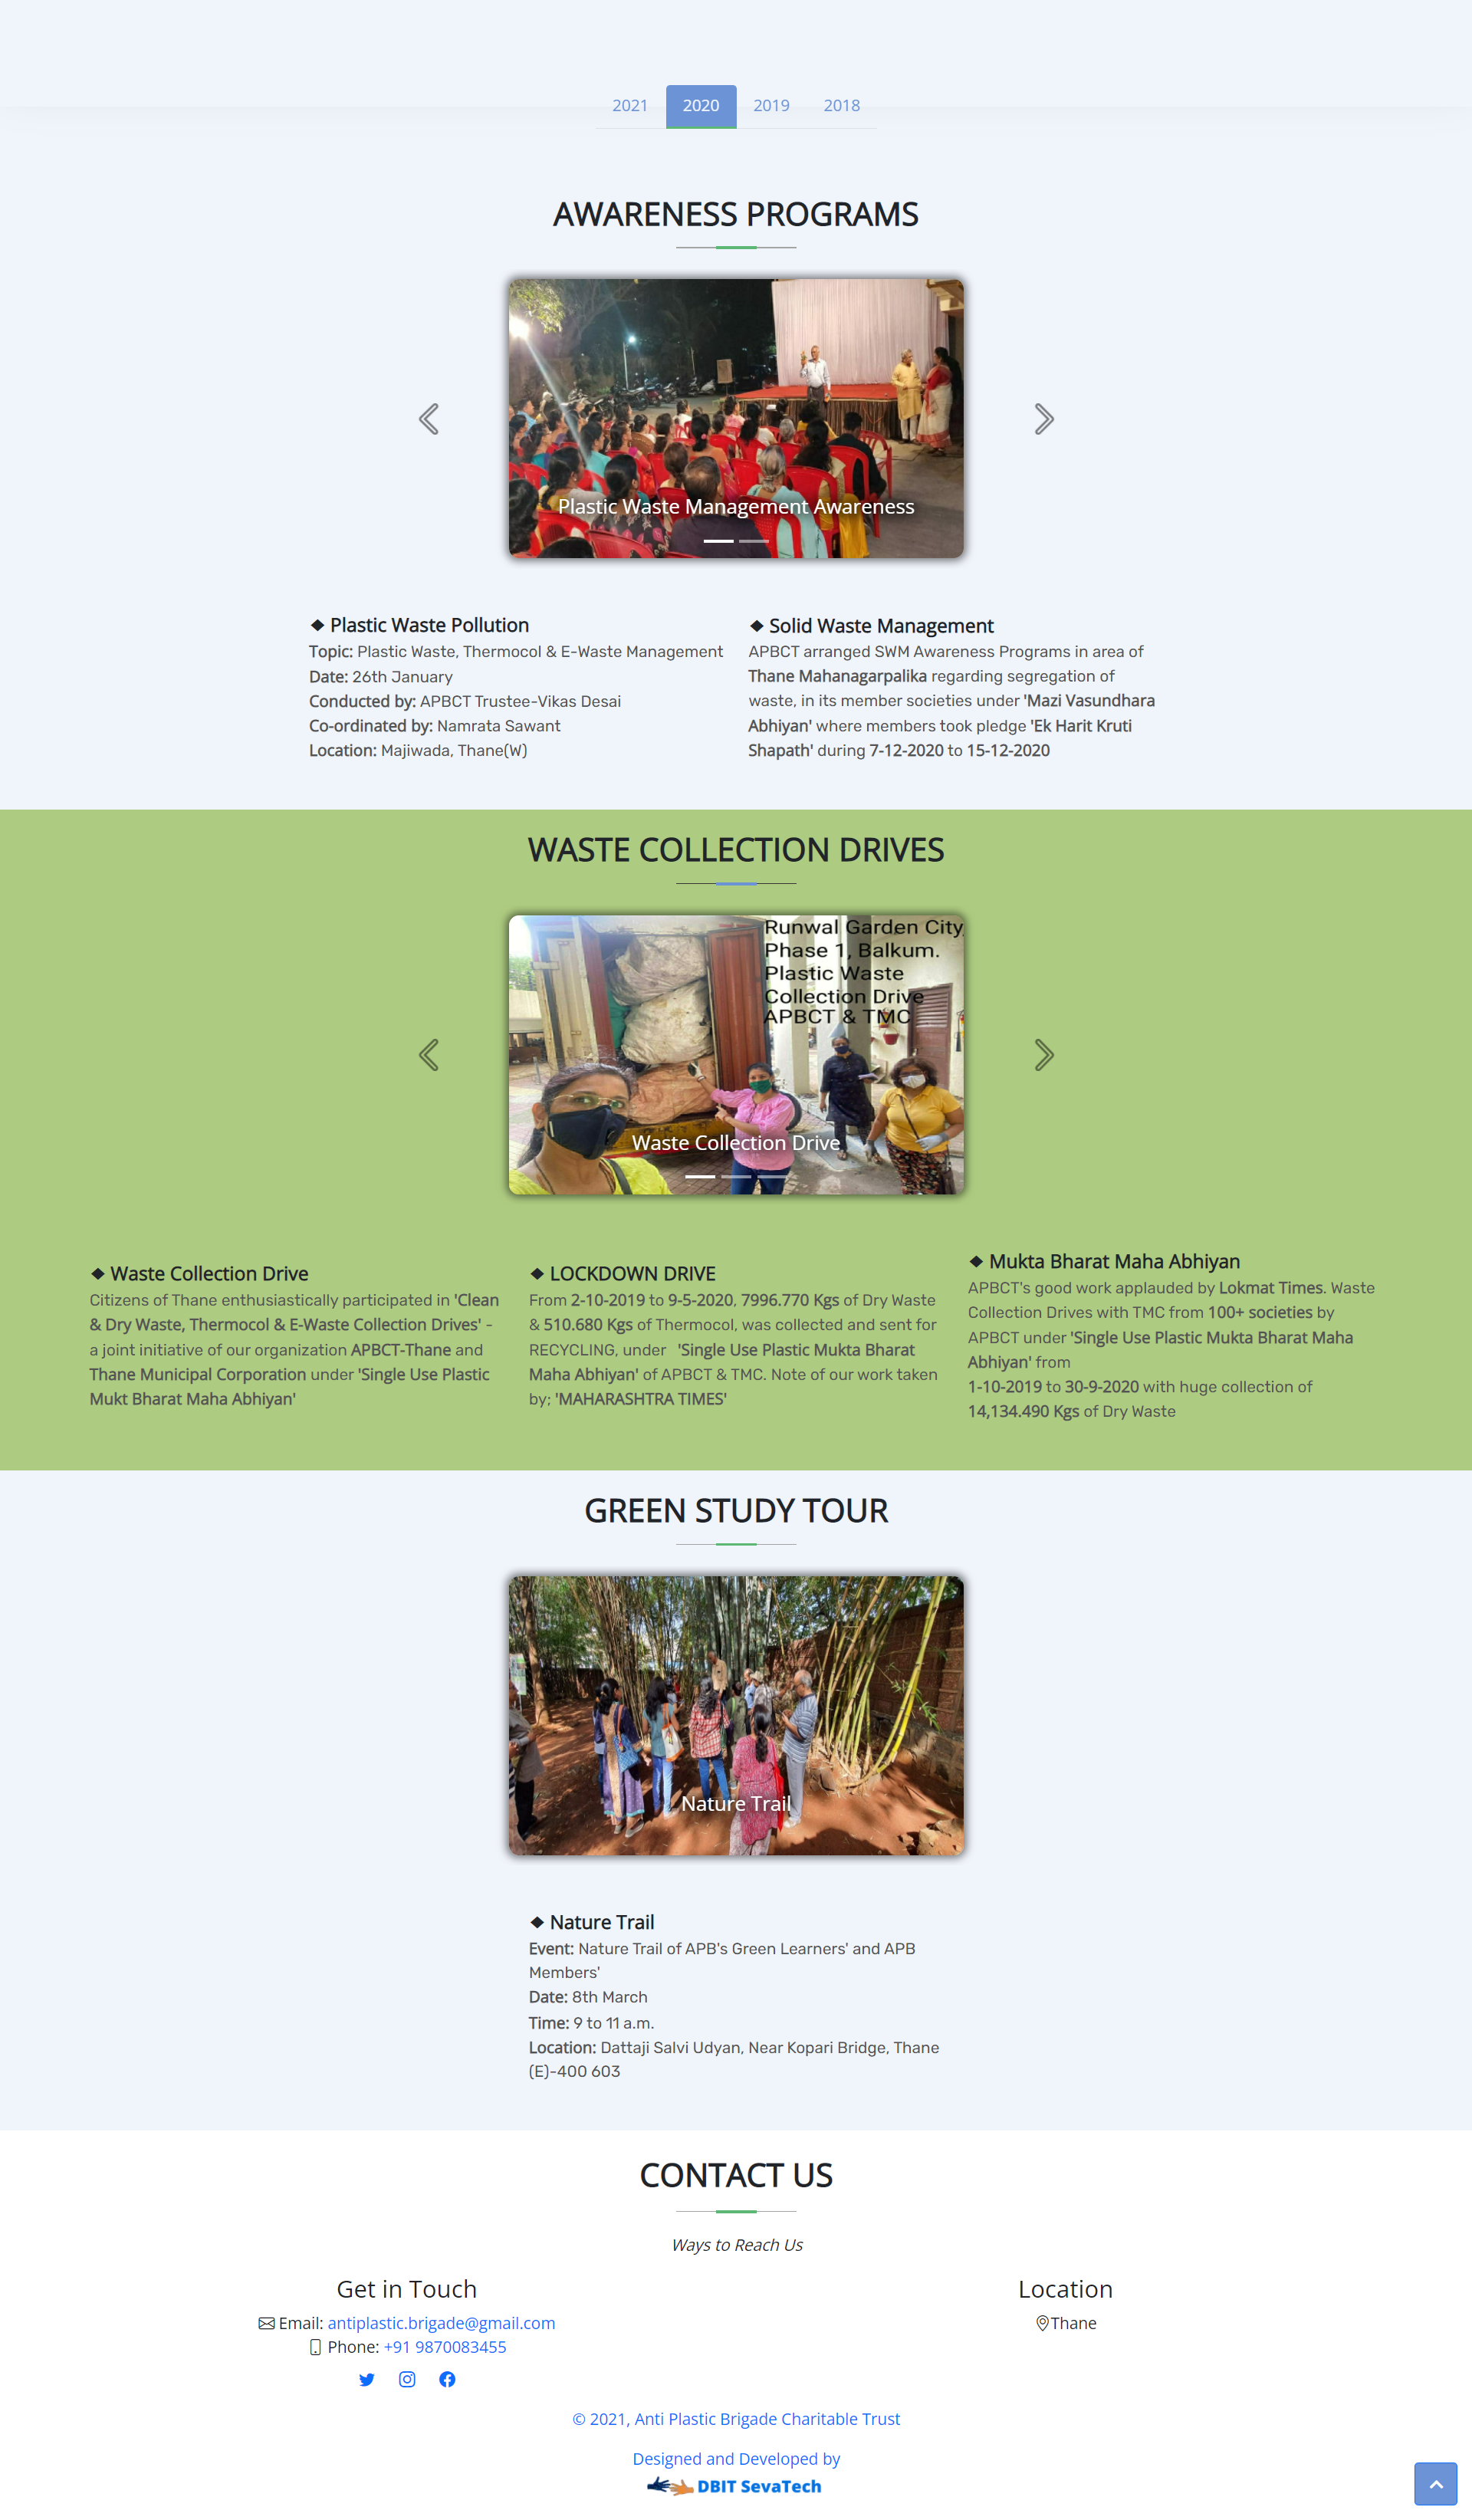 2021 2020 2019 2018
AWARENESS PROGRAMS
Plastic Waste Management Awareness
❖ Plastic Waste Pollution
Topic: Plastic Waste, Thermocol & E-Waste Management
Date: 26th January
Conducted by: APBCT Trustee-Vikas Desai
Co-ordinated by: Namrata Sawant
Location: Majiwada, Thane(W)
❖ Solid Waste Management
APBCT arranged SWM Awareness Programs in area of
Thane Mahanagarpalika regarding segregation of
waste, in its member societies under 'Mazi Vasundhara
Abhiyan' where members took pledge 'Ek Harit Kruti
Shapath' during 7-12-2020 to 15-12-2020
WASTE COLLECTION DRIVES
Runwal Garden City,
Phase 1, Balkum.
Plastic Waste
Collection Drive
APBCT & TMC
Waste Collection Drive
❖ Waste Collection Drive
Citizens of Thane enthusiastically participated in 'Clean
& Dry Waste, Thermocol & E-Waste Collection Drives' -
a joint initiative of our organization APBCT-Thane and
Thane Municipal Corporation under 'Single Use Plastic
Mukt Bharat Maha Abhiyan'
❖ LOCKDOWN DRIVE
From 2-10-2019 to 9-5-2020, 7996.770 Kgs of Dry Waste
& 510.680 Kgs of Thermocol, was collected and sent for
RECYCLING, under 'Single Use Plastic Mukta Bharat
Maha Abhiyan' of APBCT & TMC. Note of our work taken
by; 'MAHARASHTRA TIMES'
❖ Mukta Bharat Maha Abhiyan
APBCT's good work applauded by Lokmat Times. Waste
Collection Drives with TMC from 100+ societies by
APBCT under 'Single Use Plastic Mukta Bharat Maha
Abhiyan' from
1-10-2019 to 30-9-2020 with huge collection of
14,134.490 Kgs of Dry Waste
GREEN STUDY TOUR
Nature Trail
❖ Nature Trail
Event: Nature Trail of APB's Green Learners' and APB
Members'
Date: 8th March
Time: 9 to 11 a.m.
Location: Dattaji Salvi Udyan, Near Kopari Bridge, Thane
(E)-400 603
CONTACT US
Ways to Reach Us
Get in Touch
Email: antiplastic.brigade@gmail.com
Phone: +91 9870083455
Location
Thane
© 2021, Anti Plastic Brigade Charitable Trust
Designed and Developed by
DBIT SevaTech